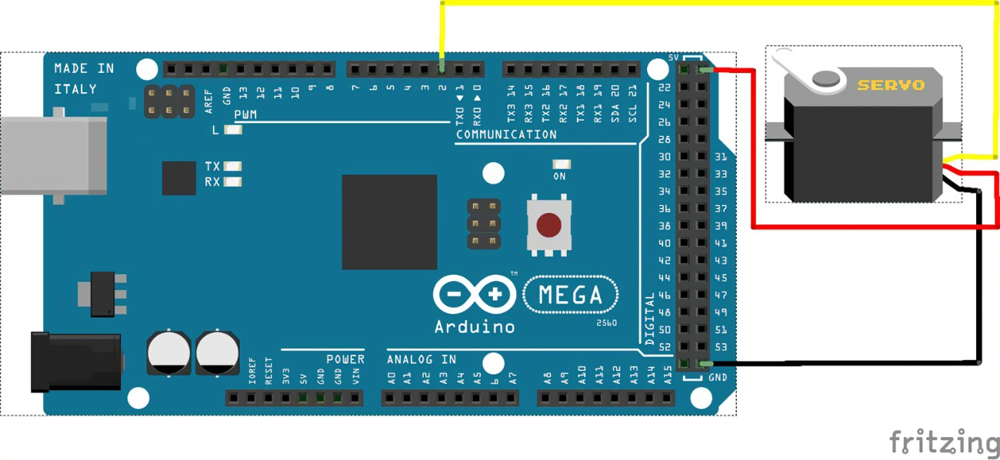 MADE IN
ITALY
AREF
GND
13
12
11
10
9
8
7
6
5
4
3
2
TX0 ◄ 1
RX0 ► 0
TX3 14
RX3 15
TX2 16
RX2 17
TX1 18
RX1 19
SDA 20
SCL 21
PWM
COMMUNICATION
L
TX
RX
ON
5V
22
24
26
28
30 31
32 33
34 35
36 37
38 39
40 41
42 43
44 45
46 47
48 49
50 51
52 53
GND
DIGITAL
SERVO
TM
MEGA
2560
Arduino
POWER
ANALOG IN
IOREF
RESET
3V3
5V
GND
GND
VIN
A0
A1
A2
A3
A4
A5
6
A7
A8
A9
A10
A11
A12
A13
A14
A15
fritzing